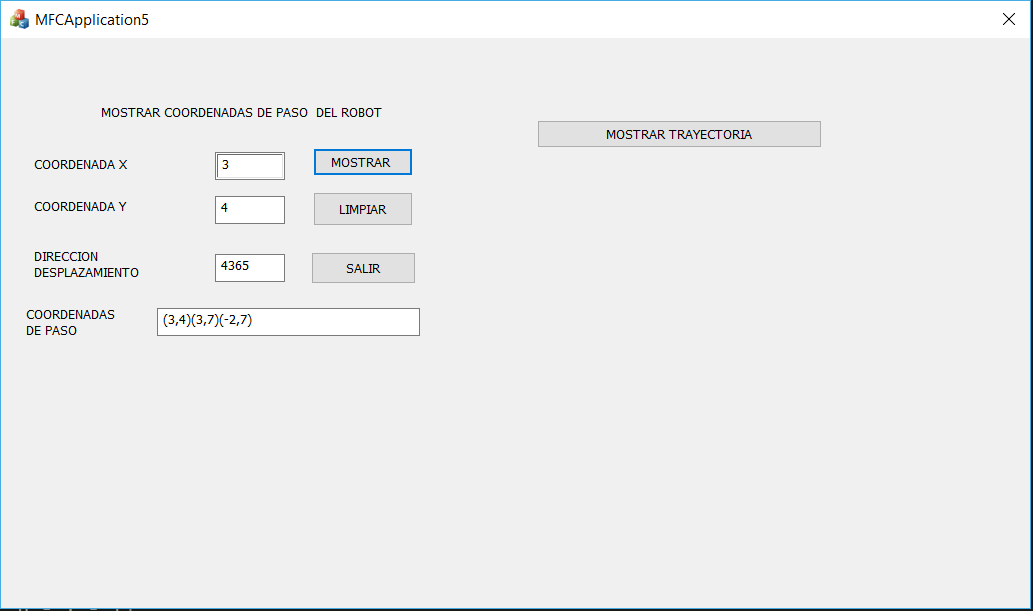 MFCApplication5
MOSTRAR COORDENADAS DE PASO DEL ROBOT
MOSTRAR TRAYECTORIA
COORDENADA X
3
MOSTRAR
COORDENADA Y
4
LIMPIAR
DIRECCION
DESPLAZAMIENTO
4365
SALIR
COORDENADAS
DE PASO
(3,4)(3,7)(-2,7)